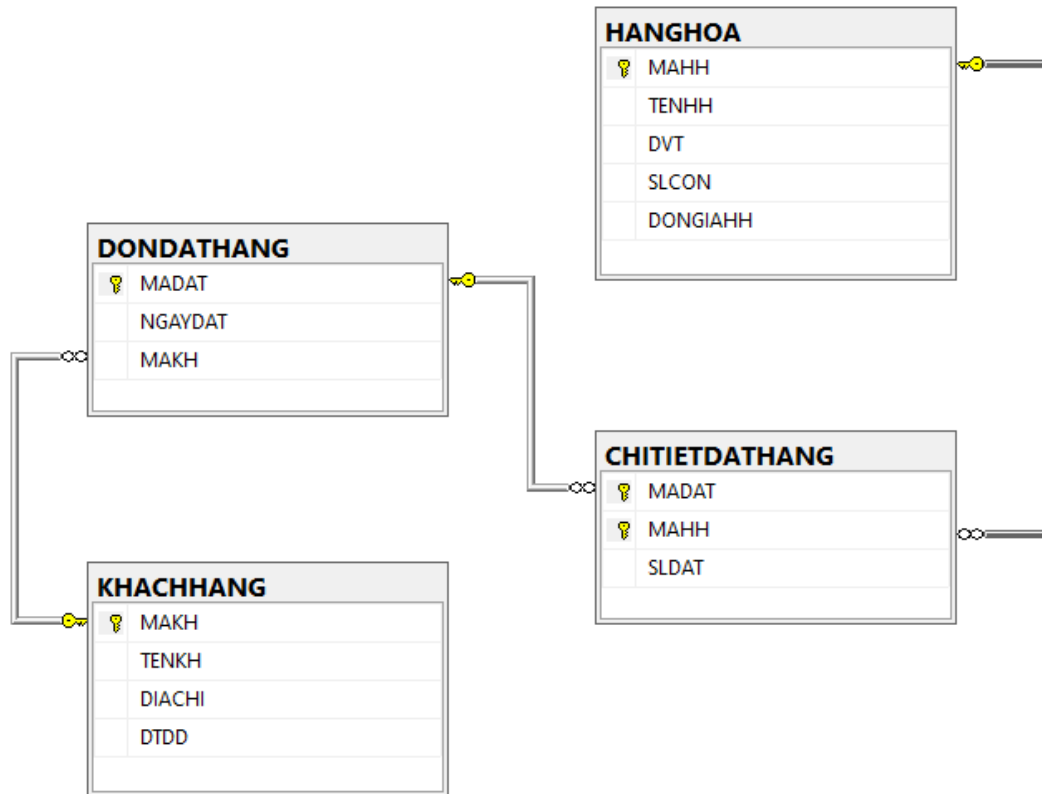 HANGHOA
MAHH
TENHH
DVT
SLCON
DONGIAHH
DONDATHANG
MADAT
NGAYDAT
MAKH
CHITIETDATHANG
MADAT
MAHH
SLDAT
KHACHHANG
MAKH
TENKH
DIACHI
DTDD